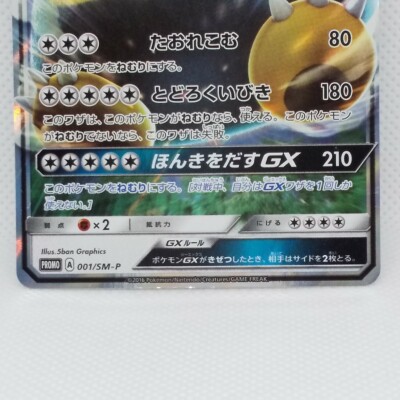 たおれこむ 80
このポケモンをねむりにする。
とどろくいびき 180
このワザは、このポケモンがねむりなら、使える。このポケモン
がねむりでないなら、このワザは失敗。
ほんきをだすGX 210
このポケモンをねむりにする。[対戦中、自分はGXワザを1回しか
使えない。]
弱点 ×2 抵抗力 にげる
Illus.5ban Graphics
GXルール
PROMO A 001/SM-P
ポケモンGXがきぜつしたとき、相手はサイドを2枚とる。
©2016 Pokémon/Nintendo/Creatures/GAME FREAK